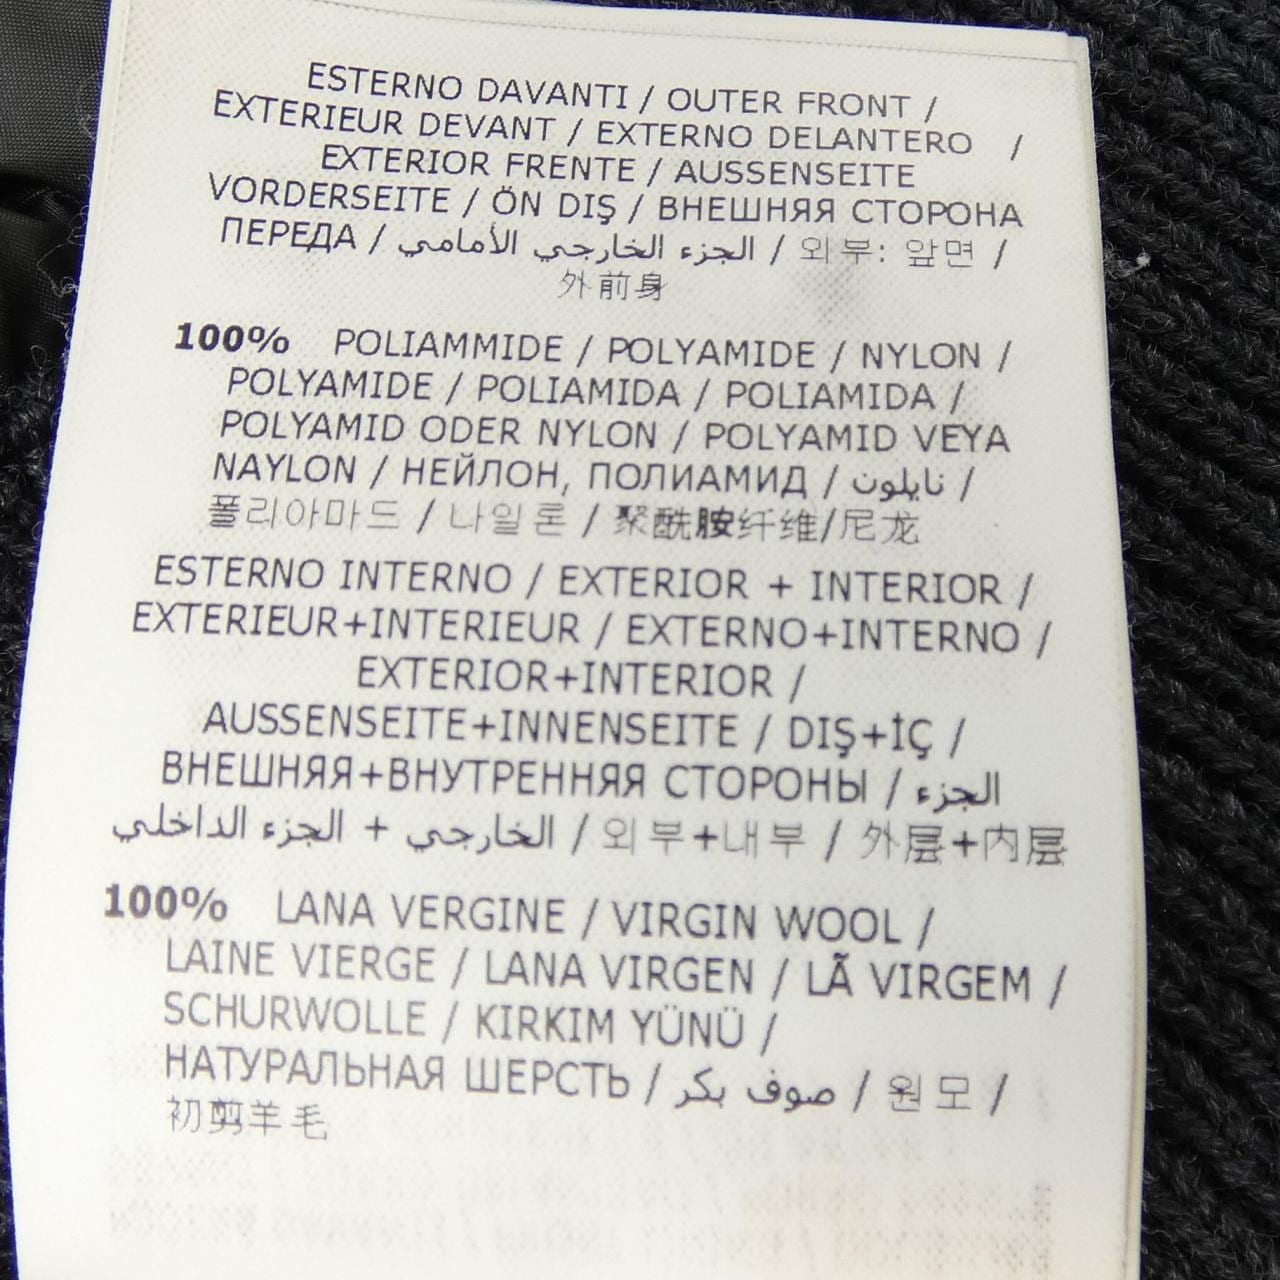 ESTERNO DAVANTI / OUTER FRONT /
EXTERIEUR DEVANT / EXTERNO DELANTERO /
EXTERIOR FRENTE / AUSSENSEITE
VORDERSEITE / ÖN DIŞ / ВНЕШНЯЯ СТОРОНА
ПЕРЕДА / الجزء الخارجي الأمامي / 외부: 앞면 /
外前身
100% POLIAMMIDE / POLYAMIDE / NYLON /
POLYAMIDE / POLIAMIDA / POLIAMIDA /
POLYAMID ODER NYLON / POLYAMID VEYA
NAYLON / НЕЙЛОН, ПОЛИАМИД / نايلون /
폴리아마드 / 나일론 / 聚酰胺纤维/尼龙
ESTERNO INTERNO / EXTERIOR + INTERIOR /
EXTERIEUR+INTERIEUR / EXTERNO+INTERNO /
EXTERIOR+INTERIOR /
AUSSENSEITE+INNENSEITE / DIŞ+İÇ /
ВНЕШНЯЯ+ВНУТРЕННЯЯ СТОРОНЫ / الجزء
الخارجي + الجزء الداخلي / 외부+내부 / 外层+内层
100% LANA VERGINE / VIRGIN WOOL /
LAINE VIERGE / LANA VIRGEN / LÃ VIRGEM /
SCHURWOLLE / KIRKIM YÜNÜ /
НАТУРАЛЬНАЯ ШЕРСТЬ / صوف بكر / 원모 /
初剪羊毛